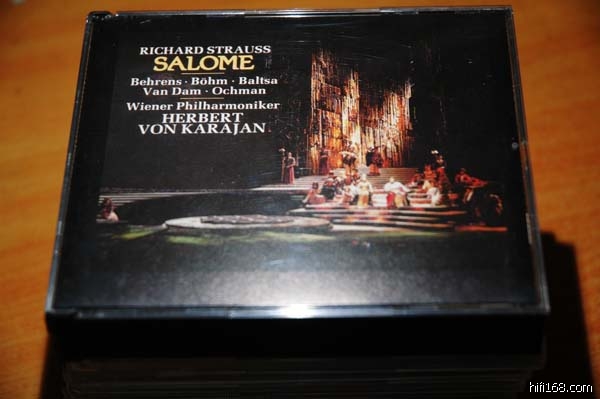 RICHARD STRAUSS
SALOME
Behrens · Böhm · Baltsa
Van Dam · Ochman
Wiener Philharmoniker
HERBERT
VON KARAJAN
hifi168.com